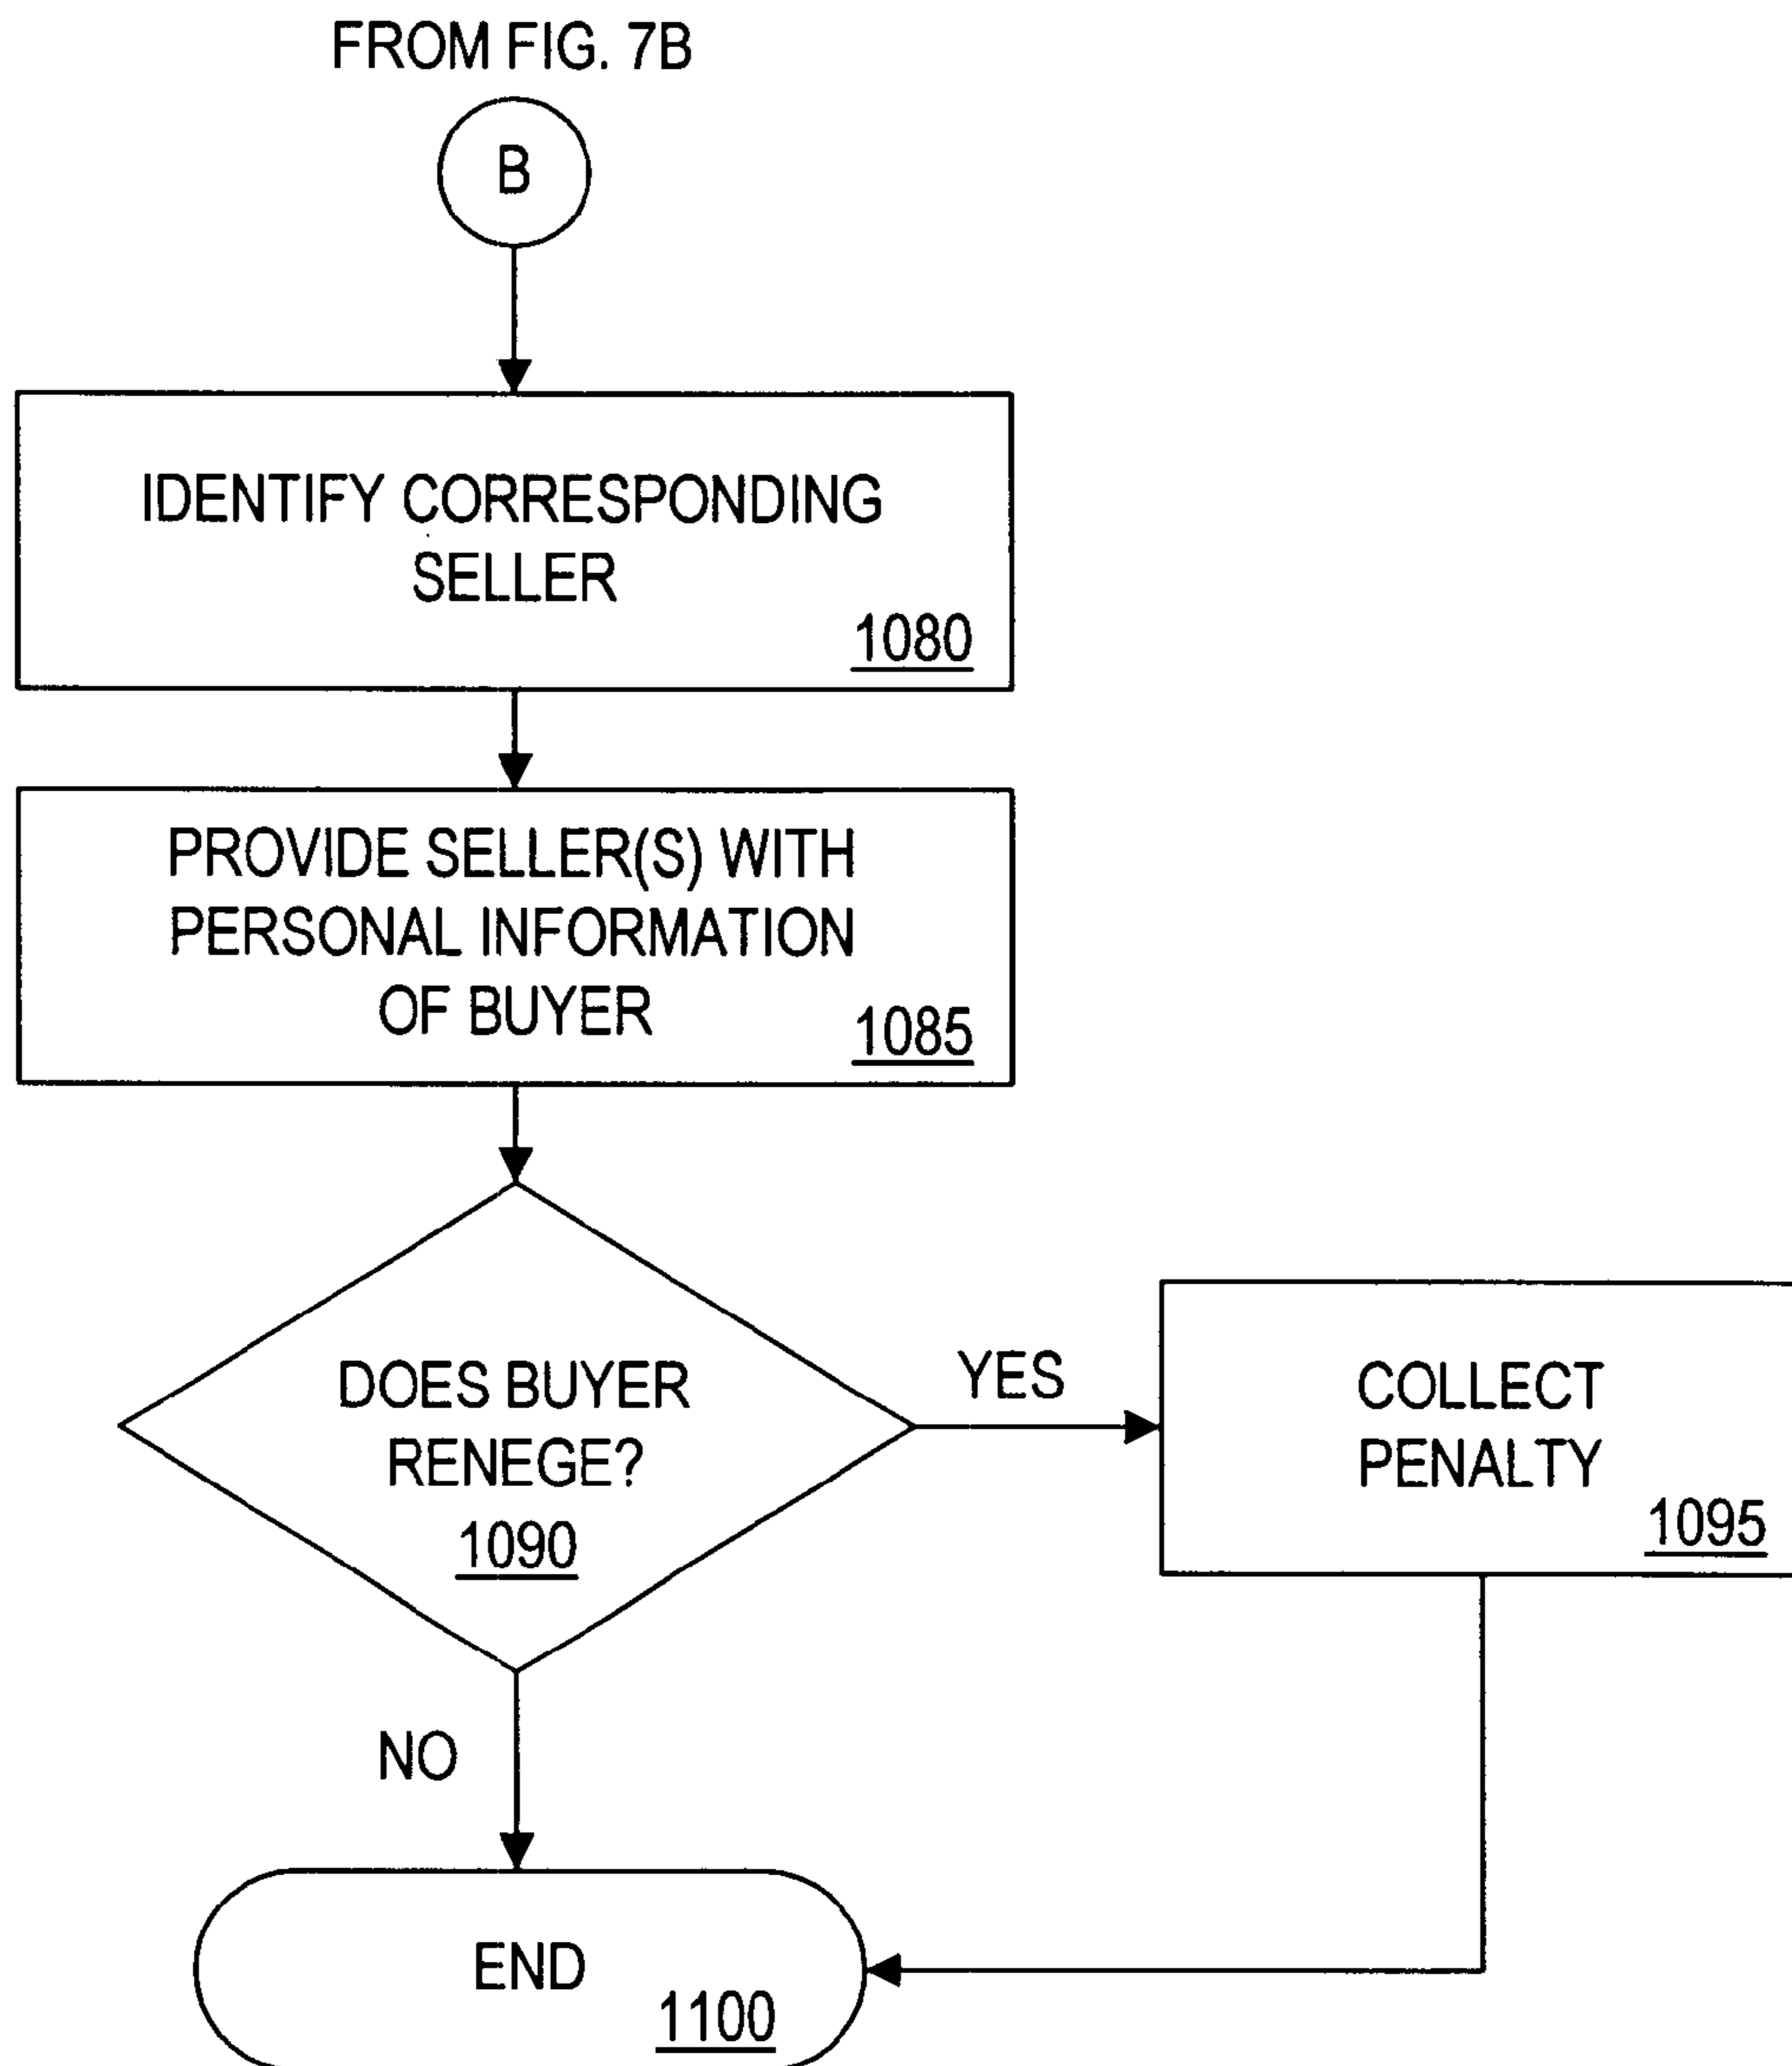 FROM FIG. 7B
B
IDENTIFY CORRESPONDING
SELLER
1080
PROVIDE SELLER(S) WITH
PERSONAL INFORMATION
OF BUYER
1085
DOES BUYER
RENEGE?
1090
YES
COLLECT
PENALTY
1095
NO
END
1100